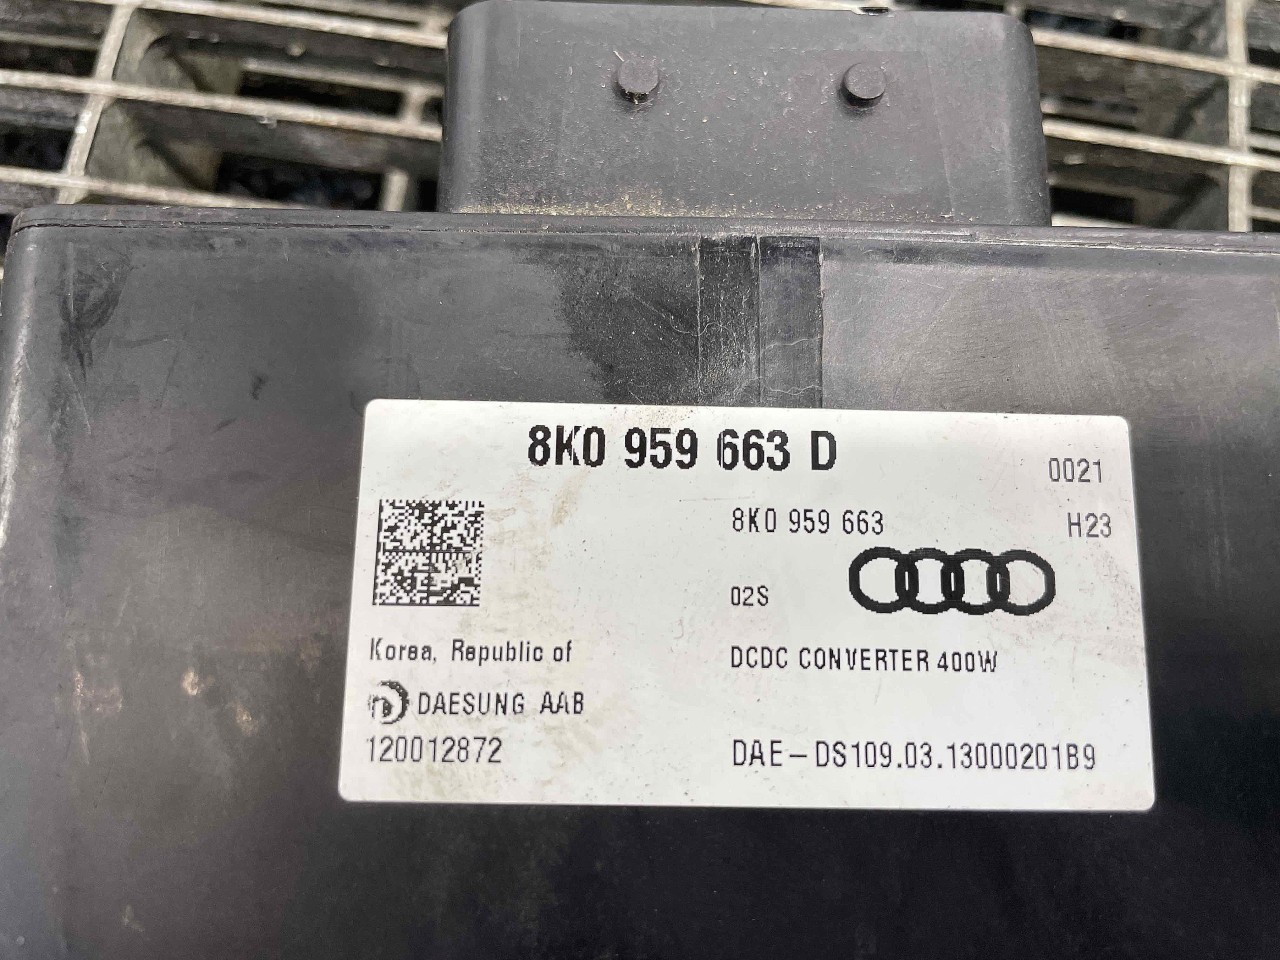 8K0 959 663 D
0021
8K0 959 663
H23
02S
Korea, Republic of
DCDC CONVERTER 400W
DAESUNG AAB
120012872
DAE-DS109.03.13000201B9